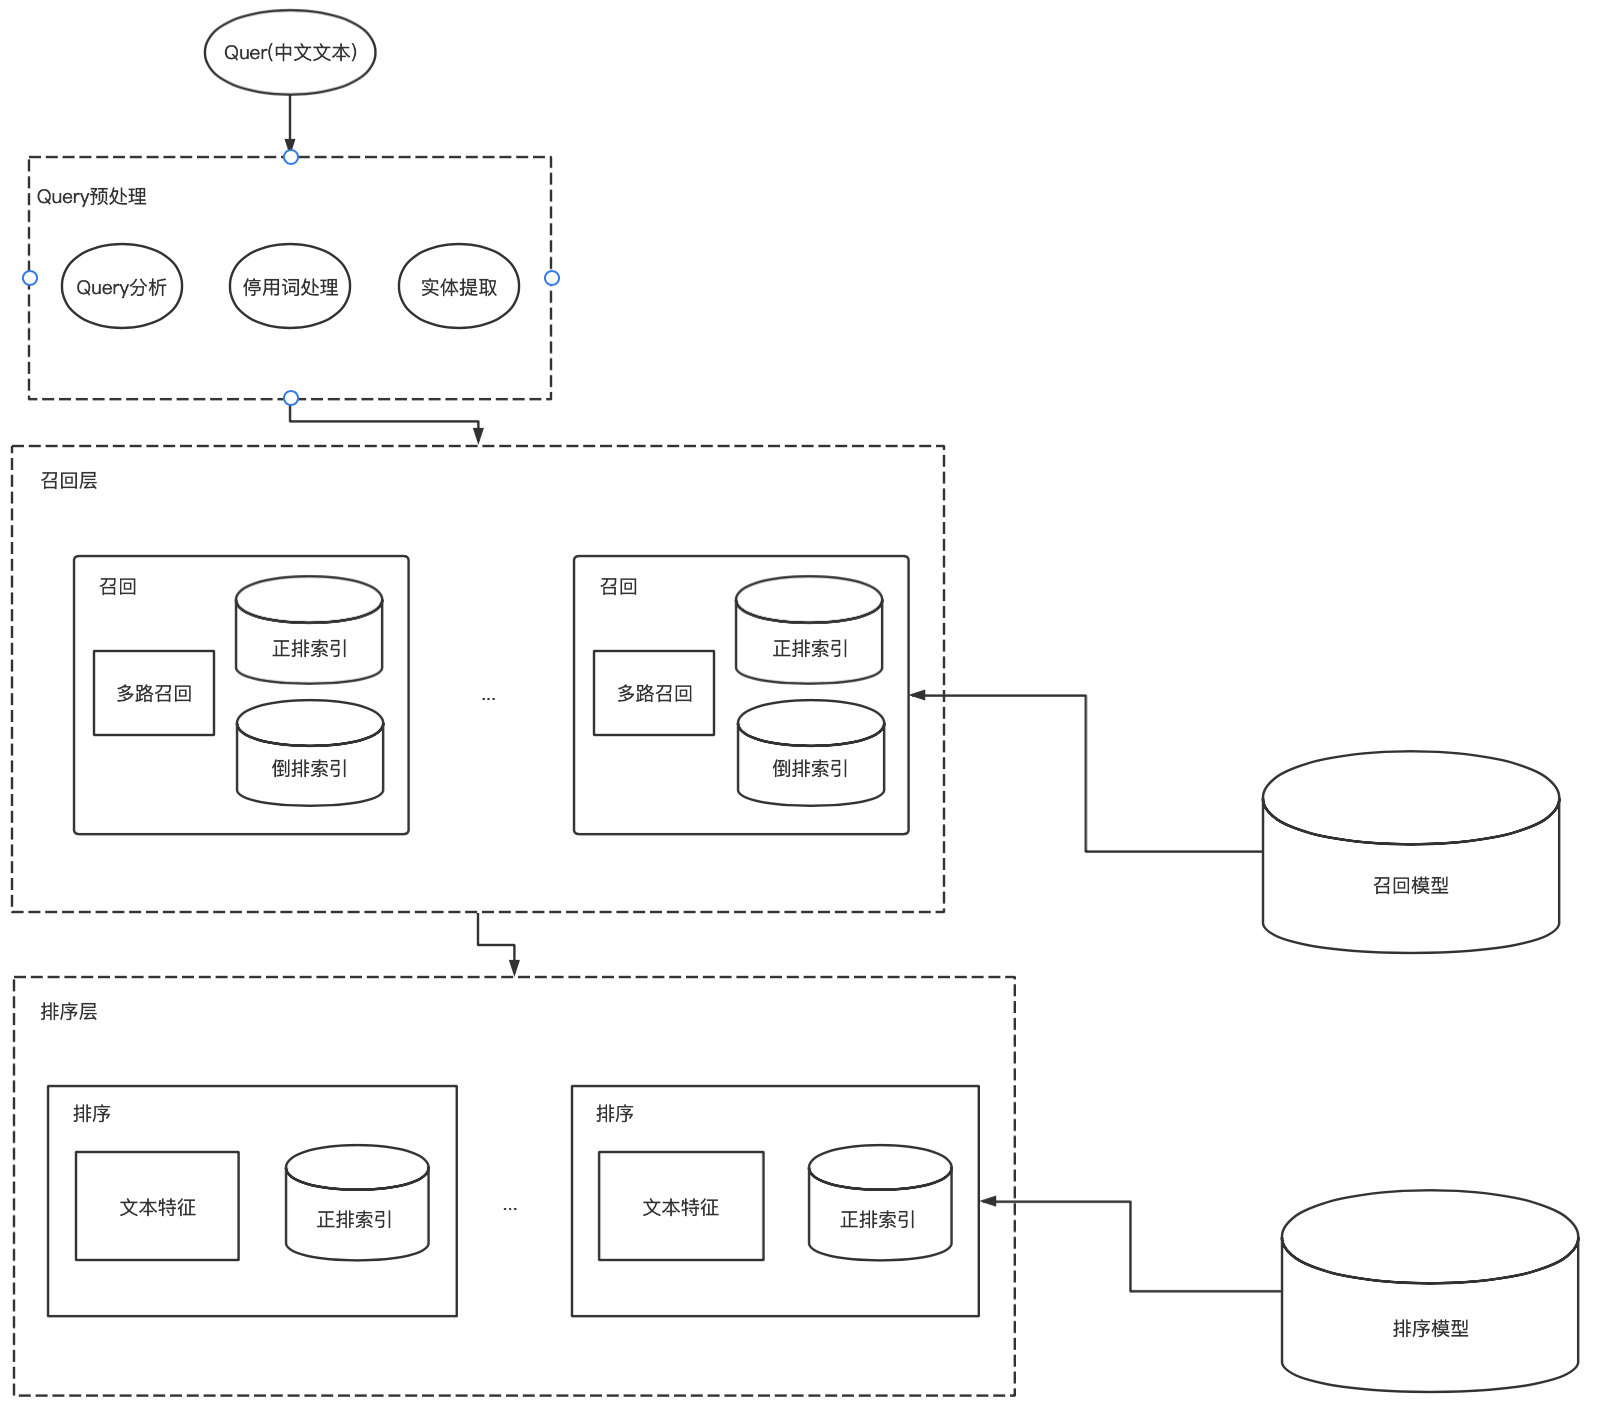 Quer(中文文本)
Query预处理
Query分析
停用词处理
实体提取
召回层
召回
正排索引
多路召回
倒排索引
...
召回
正排索引
多路召回
倒排索引
召回模型
排序层
排序
文本特征
正排索引
...
排序
文本特征
正排索引
排序模型